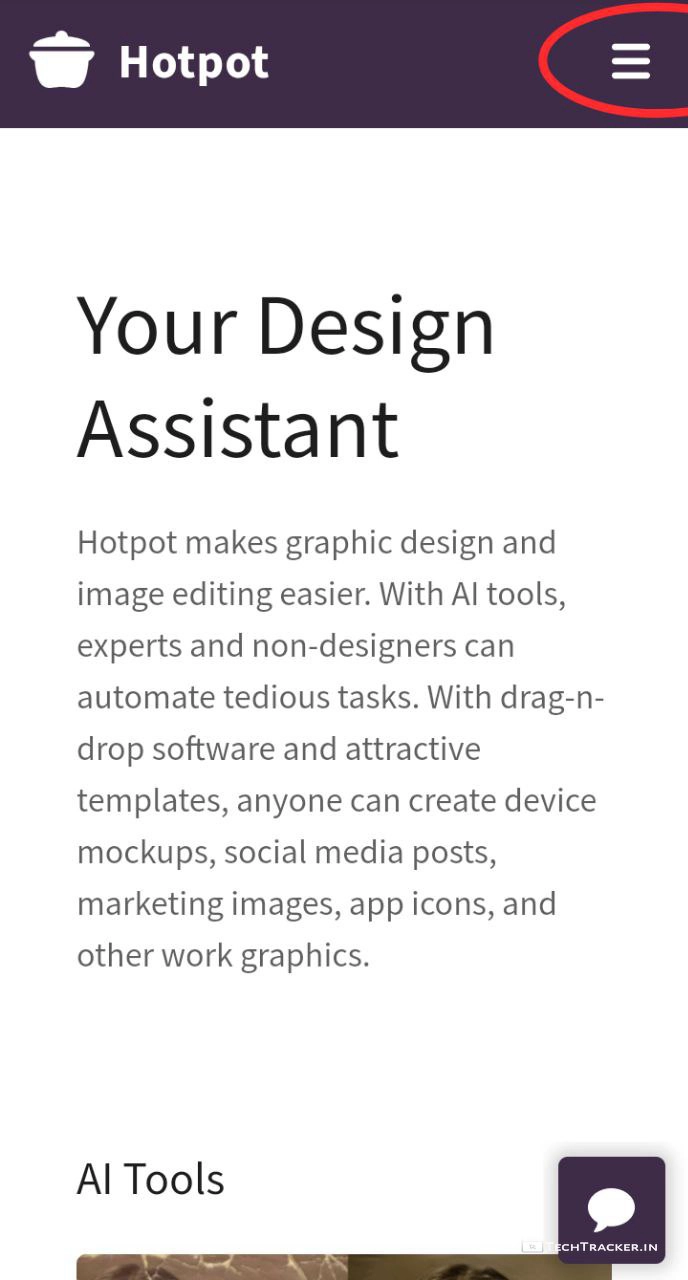 Hotpot
Your Design
Assistant
Hotpot makes graphic design and
image editing easier. With AI tools,
experts and non-designers can
automate tedious tasks. With drag-n-
drop software and attractive
templates, anyone can create device
mockups, social media posts,
marketing images, app icons, and
other work graphics.
AI Tools
TECHTRACKER.IN